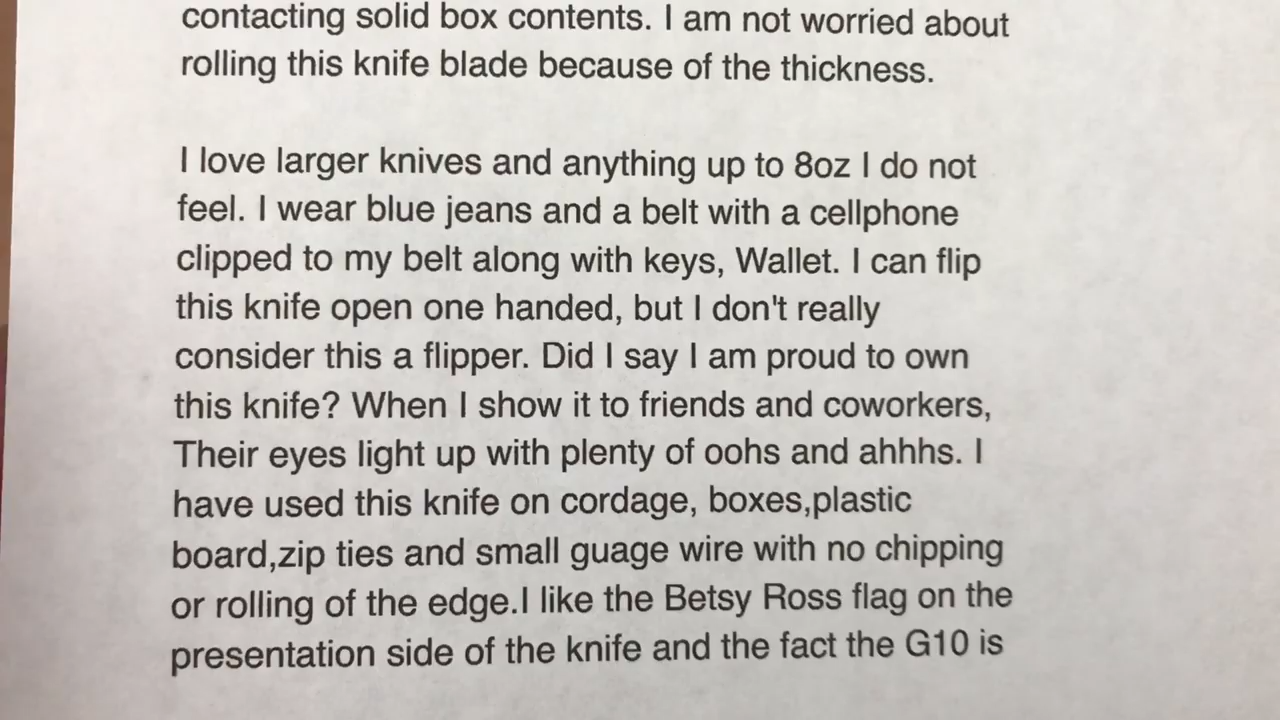 contacting solid box contents. I am not worried about
rolling this knife blade because of the thickness.
I love larger knives and anything up to 8oz I do not
feel. I wear blue jeans and a belt with a cellphone
clipped to my belt along with keys, Wallet. I can flip
this knife open one handed, but I don't really
consider this a flipper. Did I say I am proud to own
this knife? When I show it to friends and coworkers,
Their eyes light up with plenty of oohs and ahhhs. I
have used this knife on cordage, boxes,plastic
board,zip ties and small guage wire with no chipping
or rolling of the edge.I like the Betsy Ross flag on the
presentation side of the knife and the fact the G10 is